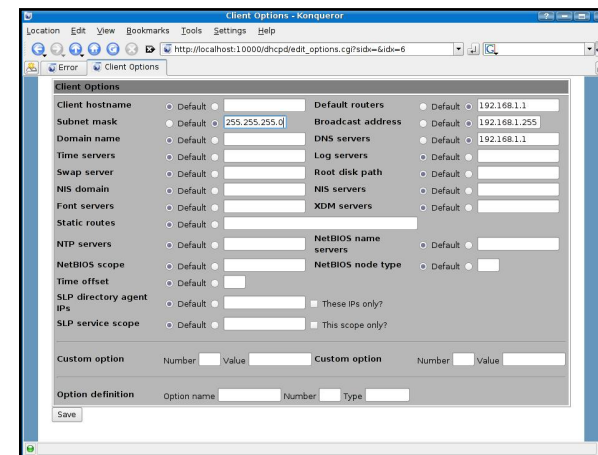 Client Options - Konqueror
Location Edit View Bookmarks Tools Settings Help
http://localhost:10000/dhcpd/edit_options.cgi?sidx=&idx=6
Error Client Options
Client Options
Client hostname Default Default routers Default 192.168.1.1
Subnet mask Default 255.255.255.0 Broadcast address Default 192.168.1.255
Domain name Default DNS servers Default 192.168.1.1
Time servers Default Log servers Default
Swap server Default Root disk path Default
NIS domain Default NIS servers Default
Font servers Default XDM servers Default
Static routes Default
NTP servers Default NetBIOS name servers Default
NetBIOS scope Default NetBIOS node type Default
Time offset Default
SLP directory agent IPs Default These IPs only?
SLP service scope Default This scope only?
Custom option Number Value Custom option Number Value
Option definition Option name Number Type
Save